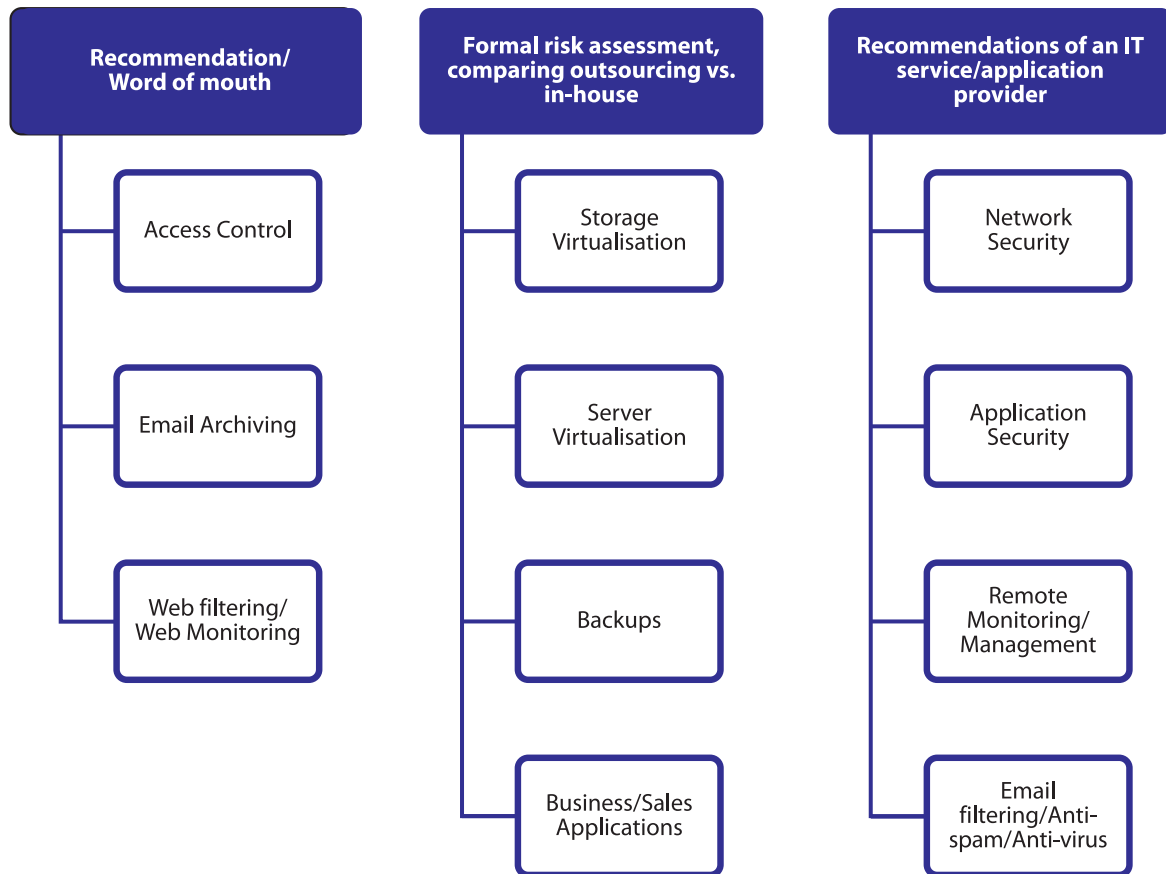 Recommendation/
Word of mouth
Access Control
Email Archiving
Web filtering/
Web Monitoring
Formal risk assessment,
comparing outsourcing vs.
in-house
Storage
Virtualisation
Server
Virtualisation
Backups
Business/Sales
Applications
Recommendations of an IT
service/application
provider
Network
Security
Application
Security
Remote
Monitoring/
Management
Email
filtering/Anti-
spam/Anti-virus